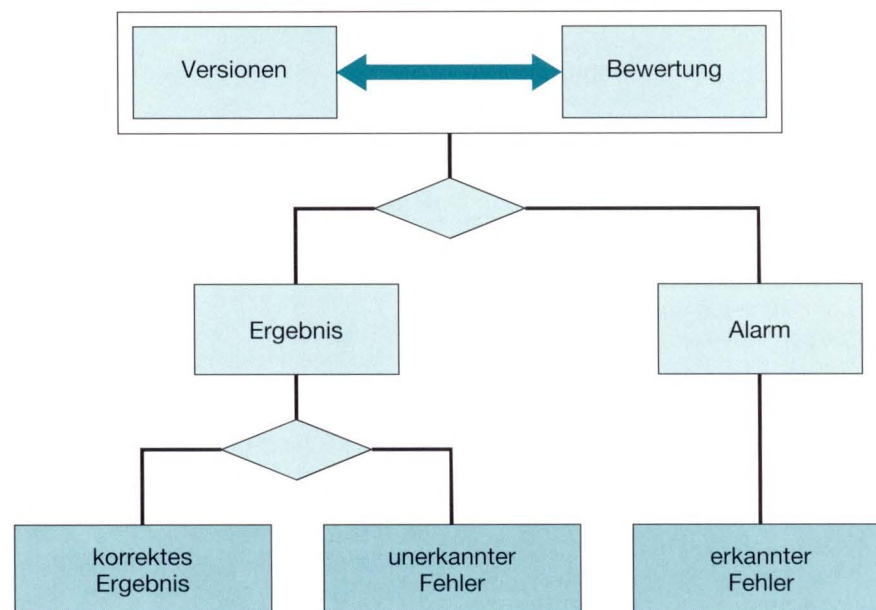 Versionen
Bewertung
Ergebnis
Alarm
korrektes
Ergebnis
unerkannter
Fehler
erkannter
Fehler